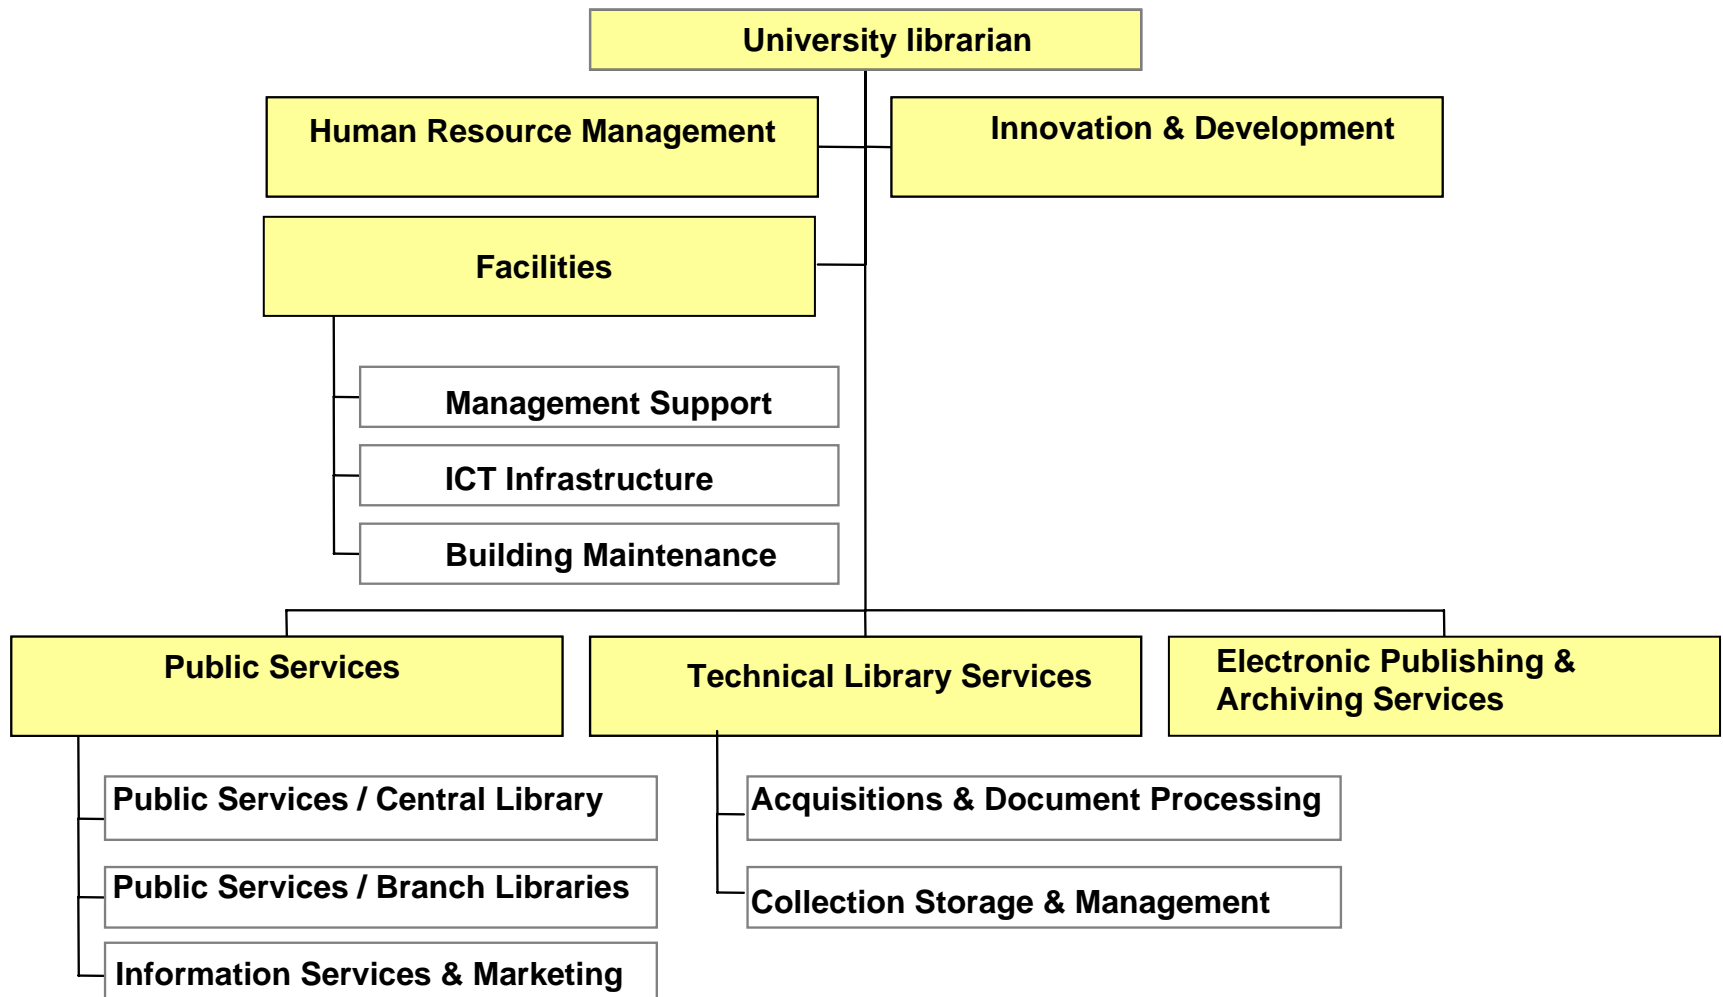 University librarian
Human Resource Management
Innovation & Development
Facilities
Management Support
ICT Infrastructure
Building Maintenance
Public Services
Technical Library Services
Electronic Publishing &
Archiving Services
Public Services / Central Library
Acquisitions & Document Processing
Public Services / Branch Libraries
Collection Storage & Management
Information Services & Marketing